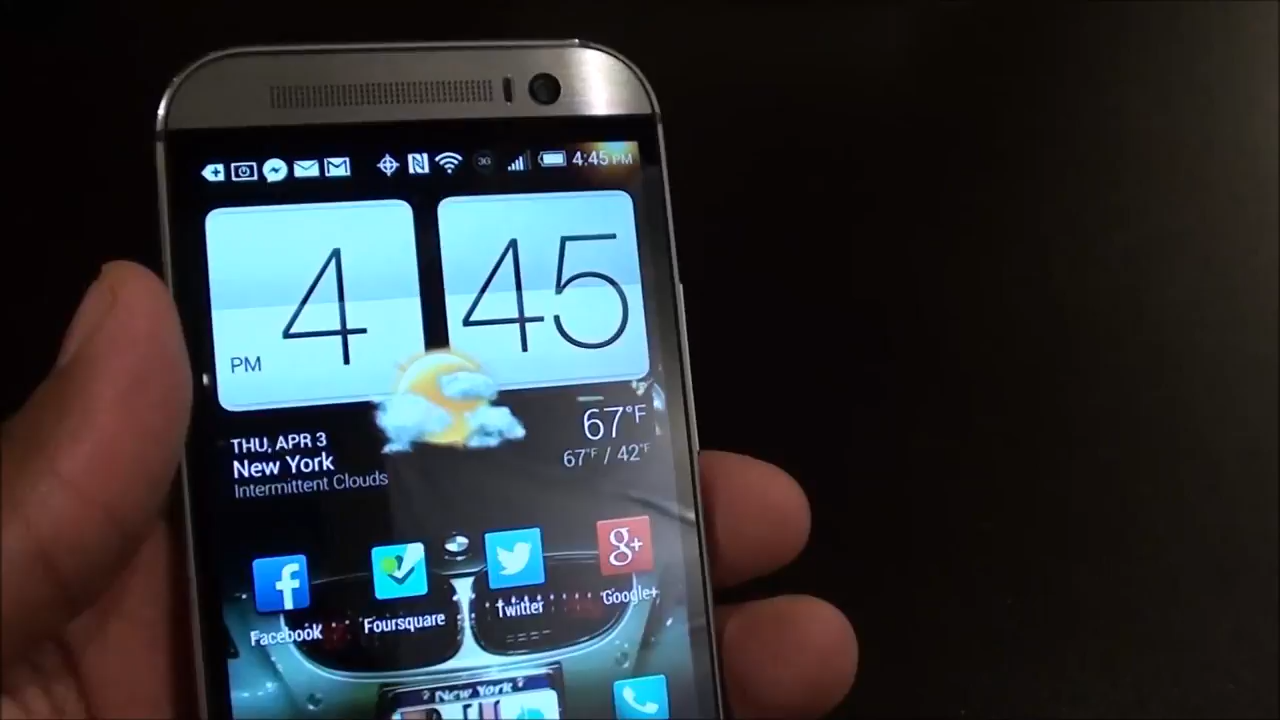 3G 4:45 PM
4 45
PM
67°F
THU, APR 3
New York
67°F / 42°F
Intermittent Clouds
g+
Facebook Foursquare Twitter Google+
New York